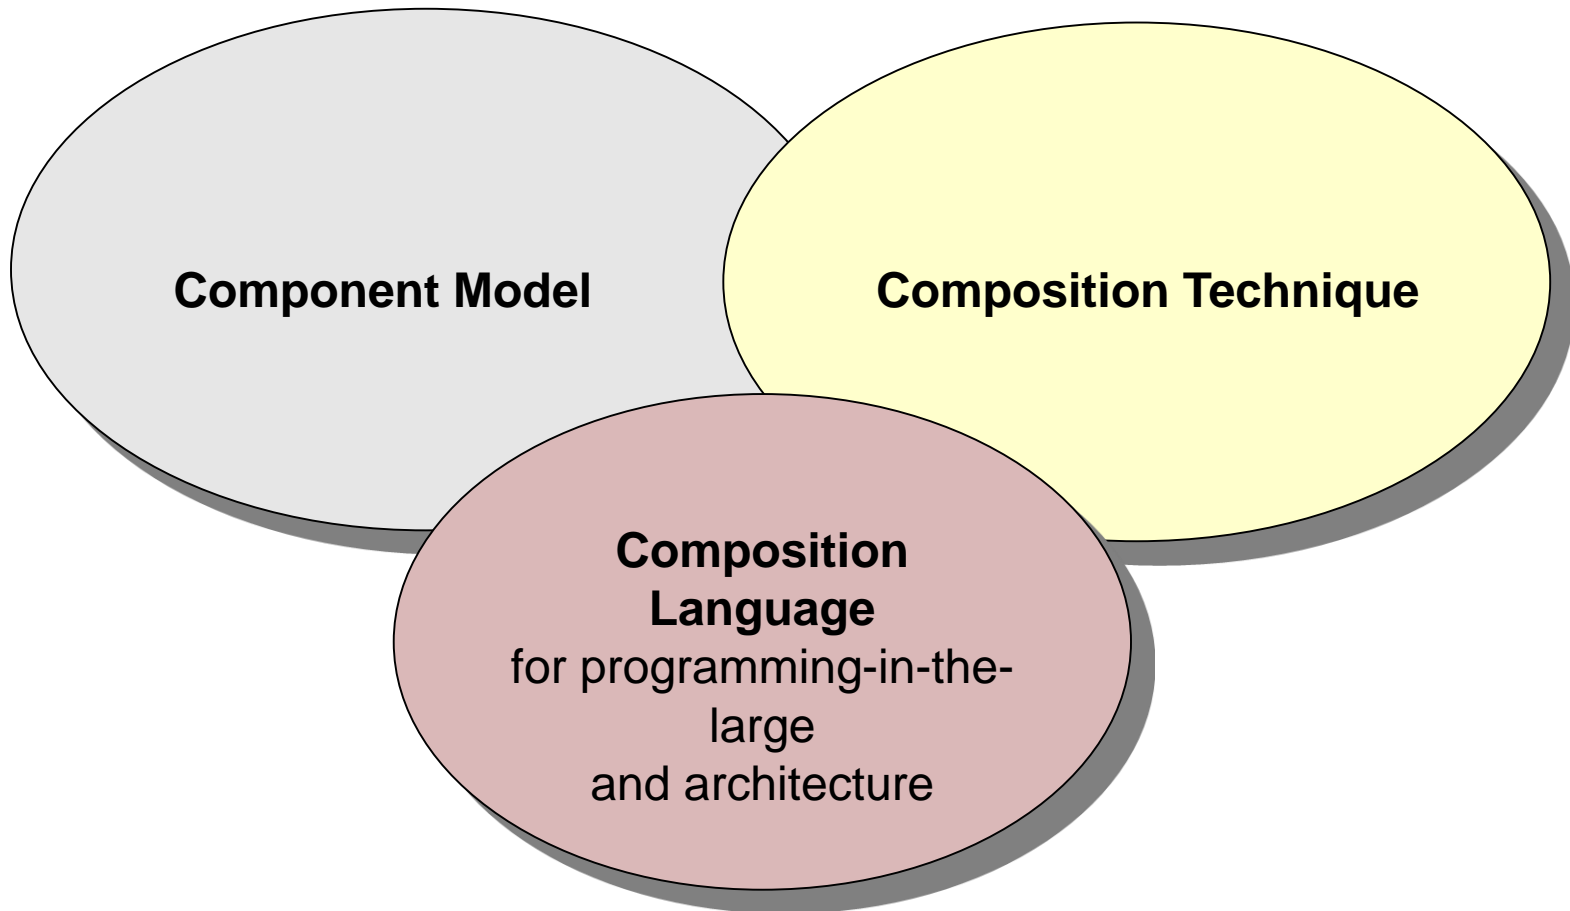 Component Model
Composition Technique
Composition
Language
for programming-in-the-
large
and architecture